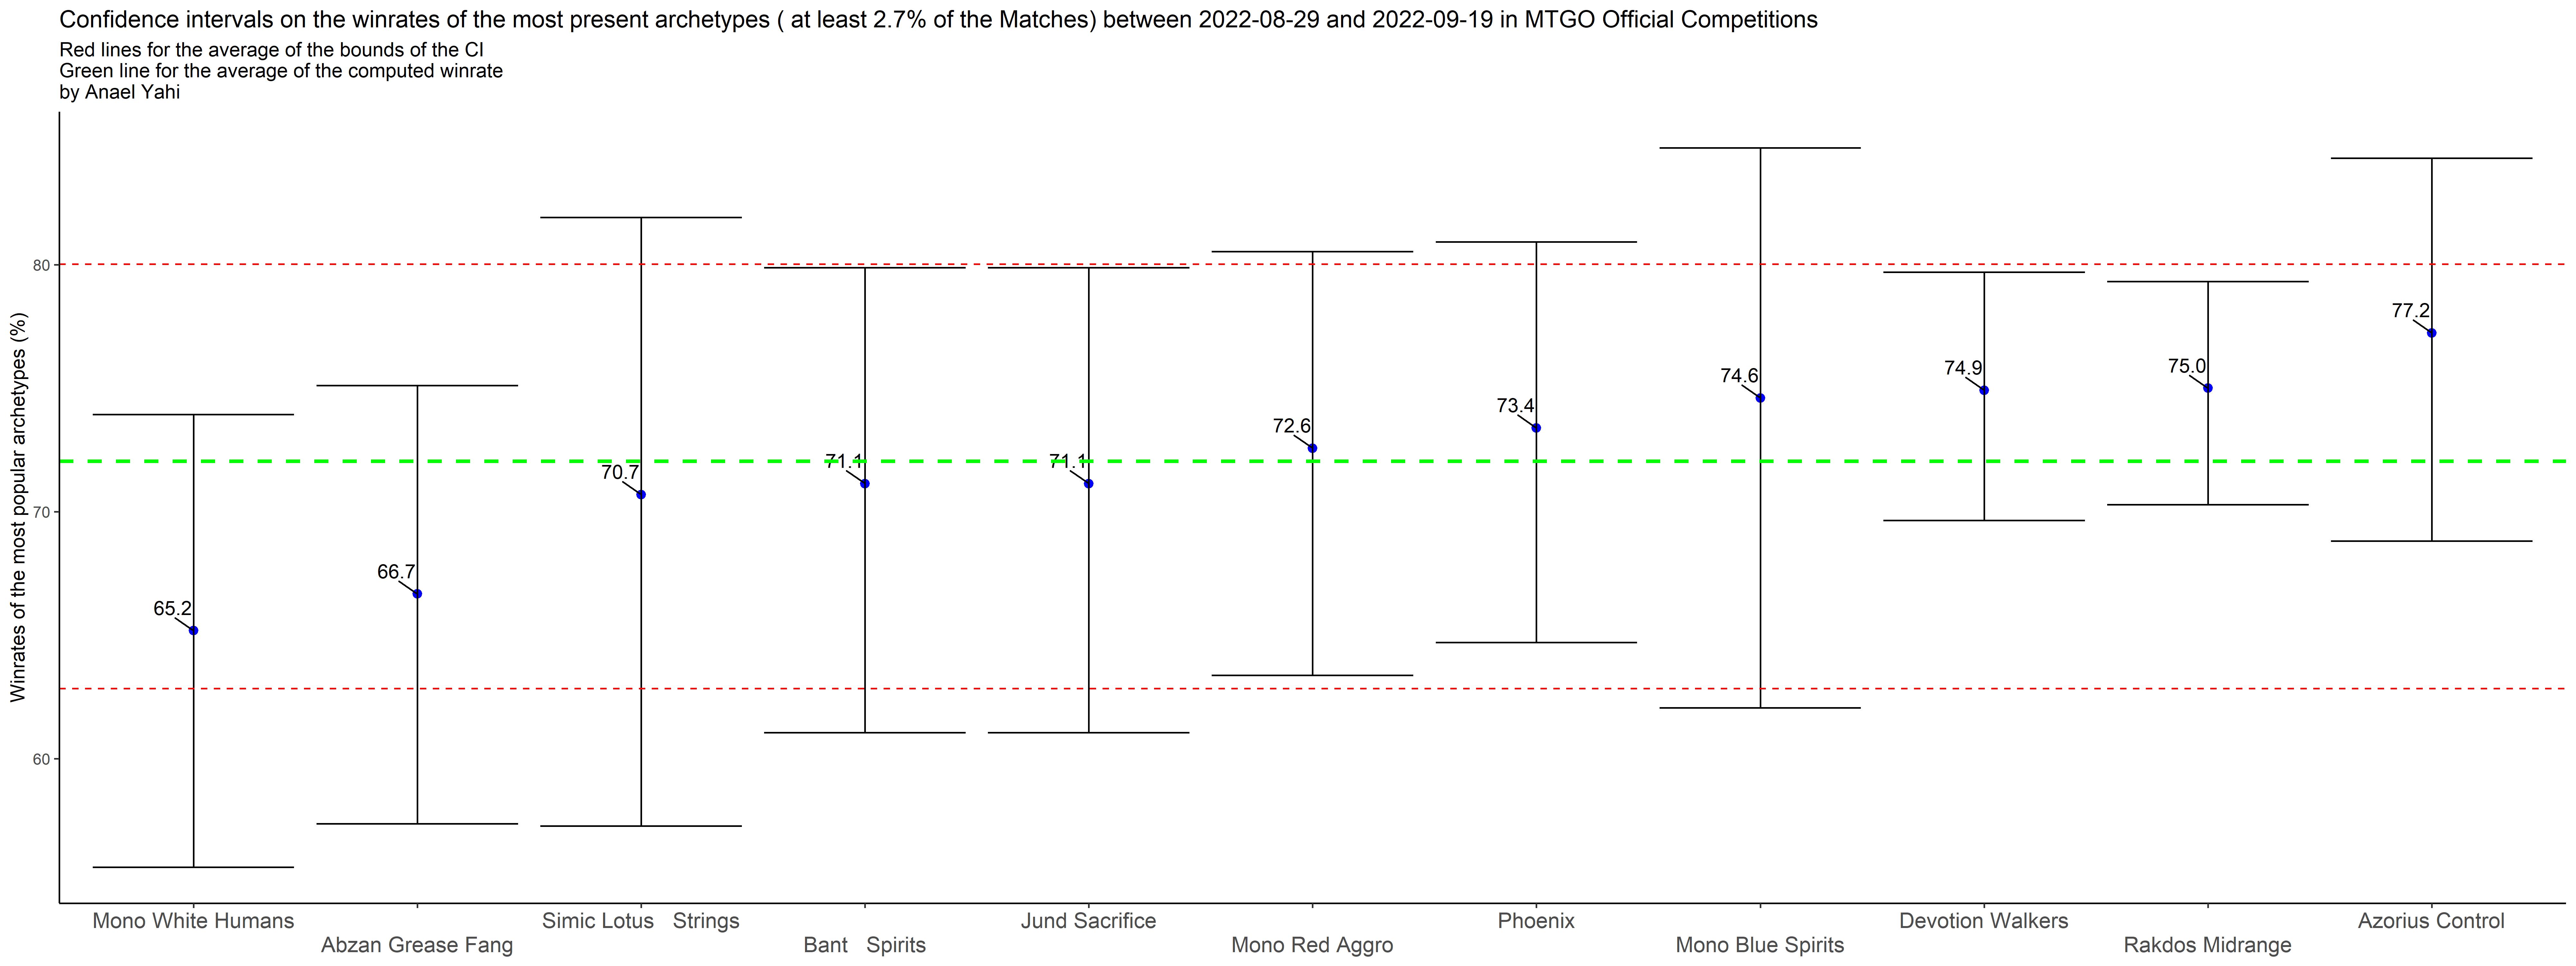 Confidence intervals on the winrates of the most present archetypes ( at least 2.7% of the Matches) between 2022-08-29 and 2022-09-19 in MTGO Official Competitions
Red lines for the average of the bounds of the CI
Green line for the average of the computed winrate
by Anael Yahi
Winrates of the most popular archetypes (%)
80
70
60
65.2
66.7
70.7
71.1
71.1
72.6
73.4
74.6
74.9
75.0
77.2
Mono White Humans
Abzan Grease Fang
Simic Lotus   Strings
Bant   Spirits
Jund Sacrifice
Mono Red Aggro
Phoenix
Mono Blue Spirits
Devotion Walkers
Rakdos Midrange
Azorius Control